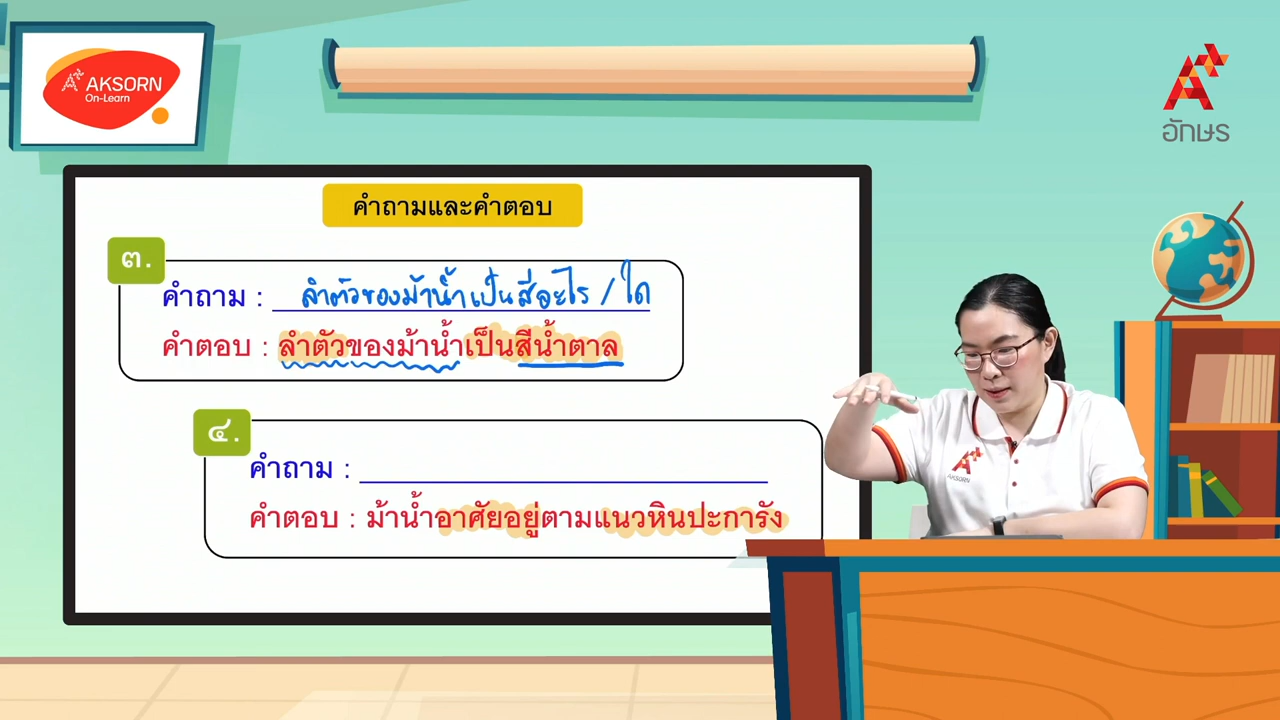 AKSORN
On-Learn
อักษร
คำถามและคำตอบ
๓.
คำถาม : ลำตัวของม้าน้ำเป็นสีอะไร / ใด
คำตอบ : ลำตัวของม้าน้ำเป็นสีน้ำตาล
๔.
คำถาม :
คำตอบ : ม้าน้ำอาศัยอยู่ตามแนวหินปะการัง
AKSORN